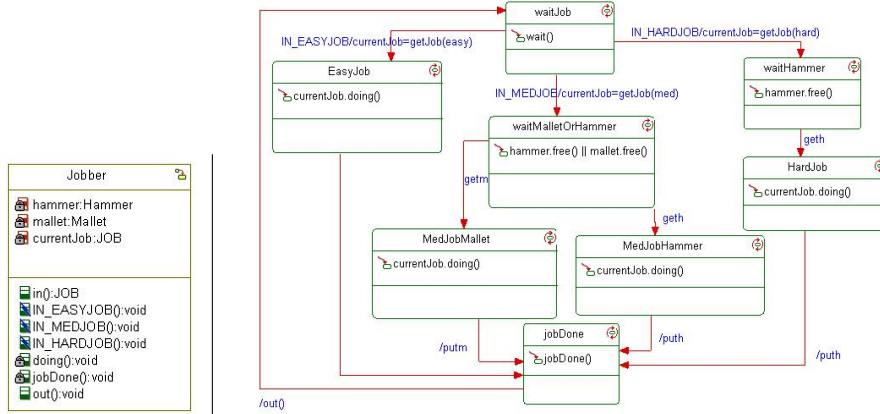 Jobber
hammer:Hammer
mallet:Mallet
currentJob:JOB
in():JOB
IN_EASYJOB():void
IN_MEDJOB():void
IN_HARDJOB():void
doing():void
jobDone():void
out():void
waitJob
wait()
IN_EASYJOB/currentJob=getJob(easy)
IN_HARDJOB/currentJob=getJob(hard)
EasyJob
currentJob.doing()
waitHammer
hammer.free()
IN_MEDJOB/currentJob=getJob(med)
waitMalletOrHammer
hammer.free() || mallet.free()
geth
HardJob
currentJob.doing()
getm
geth
MedJobMallet
currentJob.doing()
MedJobHammer
currentJob.doing()
jobDone
jobDone()
/putm
/puth
/puth
/out()